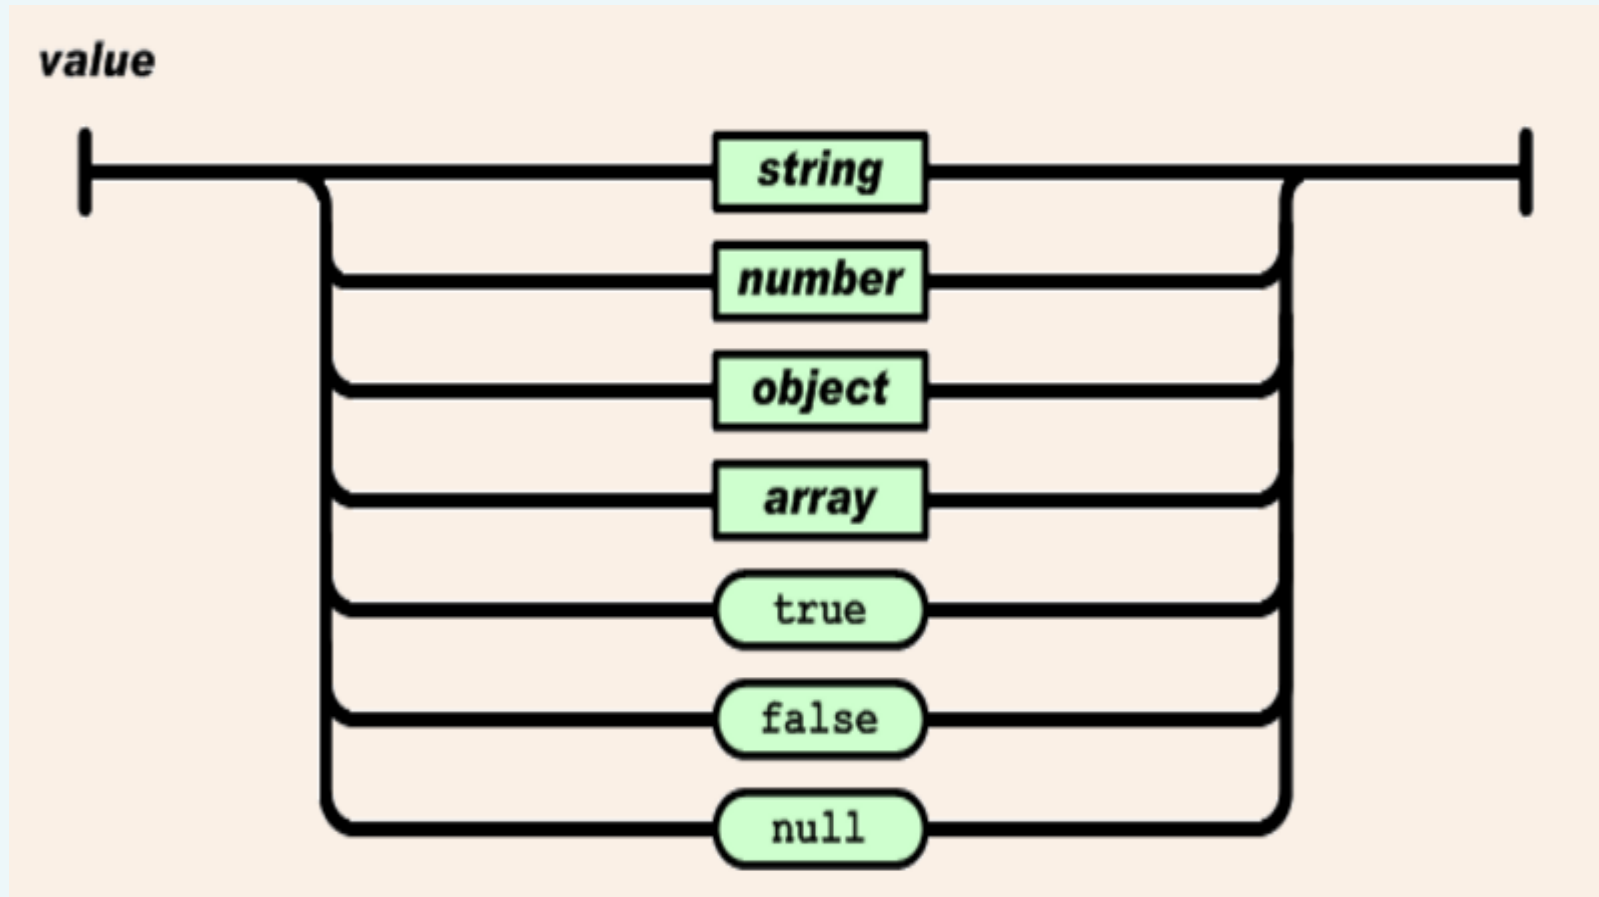 value
string
number
object
array
true
false
null